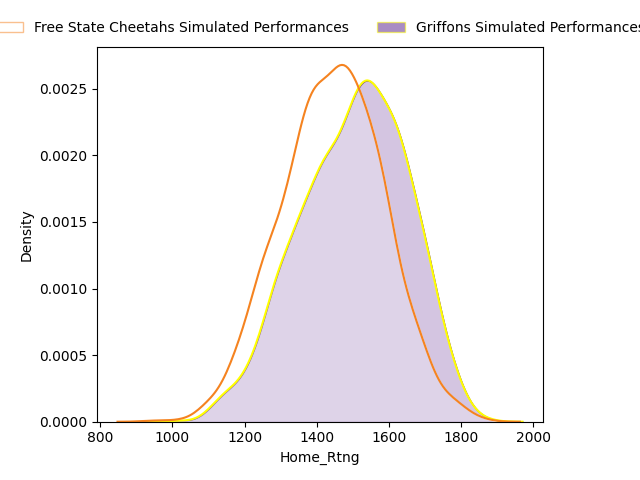 Free State Cheetahs Simulated Performances Griffons Simulated Performances
0.0025
0.0020
0.0015
0.0010
0.0005
0.0000
Density
800 1000 1200 1400 1600 1800 2000
Home_Rtng